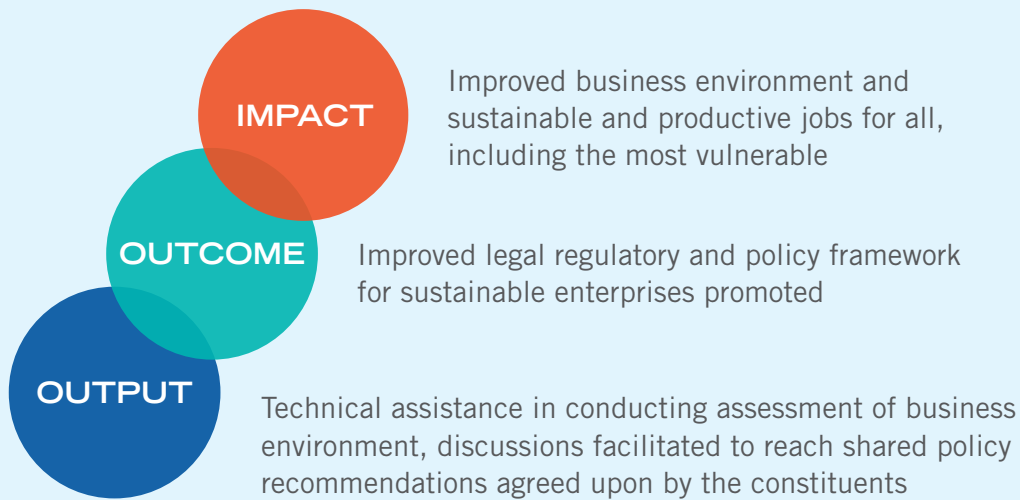 IMPACT
Improved business environment and
sustainable and productive jobs for all,
including the most vulnerable
OUTCOME
Improved legal regulatory and policy framework
for sustainable enterprises promoted
OUTPUT
Technical assistance in conducting assessment of business
environment, discussions facilitated to reach shared policy
recommendations agreed upon by the constituents